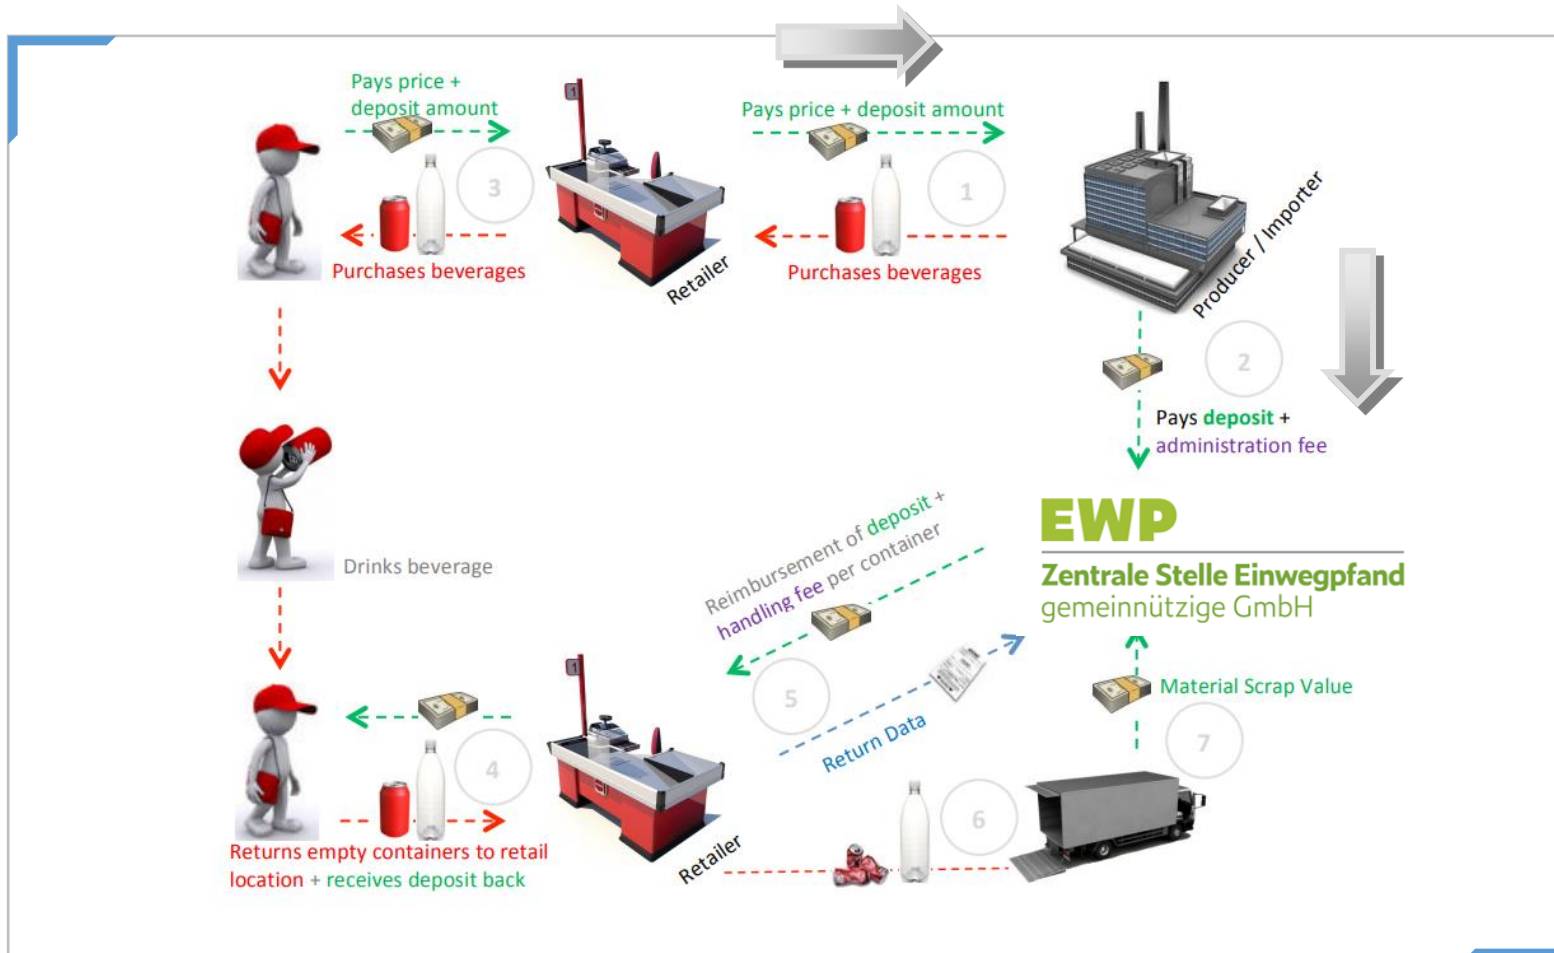 Pays price +
deposit amount
3
Purchases beverages
1
Retailer
Pays price + deposit amount
1
Purchases beverages
Producer / Importer
2
Pays deposit +
administration fee
EWP
Zentrale Stelle Einwegpfand
gemeinnützige GmbH
Drinks beverage
Reimbursement of deposit +
handling fee per container
5
Return Data
Material Scrap Value
7
4
Returns empty containers to retail
location + receives deposit back
1
Retailer
6